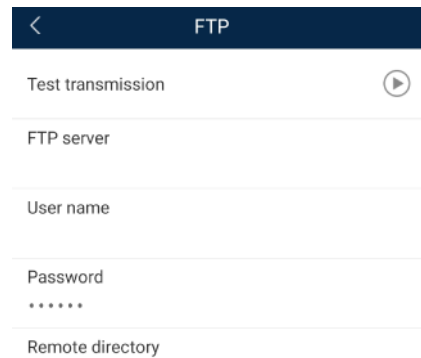 FTP
Test transmission
FTP server
User name
Password
••••••
Remote directory